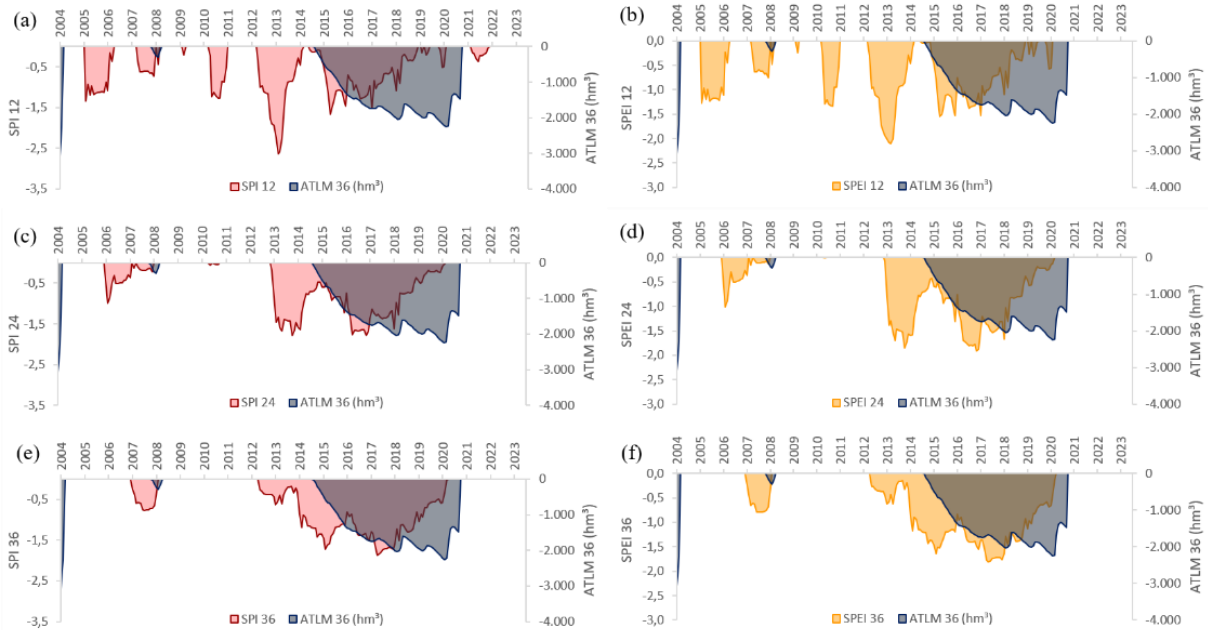 (a)
2004 2005 2006 2007 2008 2009 2010 2011 2012 2013 2014 2015 2016 2017 2018 2019 2020 2021 2022 2023
SPI 12
-0,5
-1,5
-2,5
-3,5
0
-1.000
-2.000
-3.000
-4.000
ATLM 36 (hm³)
SPI 12 ATLM 36 (hm³)
(b)
2004 2005 2006 2007 2008 2009 2010 2011 2012 2013 2014 2015 2016 2017 2018 2019 2020 2021 2022 2023
SPEI 12
0,0
-0,5
-1,0
-1,5
-2,0
-2,5
-3,0
0
-1.000
-2.000
-3.000
-4.000
ATLM 36 (hm³)
SPEI 12 ATLM 36 (hm³)
(c)
2004 2005 2006 2007 2008 2009 2010 2011 2012 2013 2014 2015 2016 2017 2018 2019 2020 2021 2022 2023
SPI 24
-0,5
-1,5
-2,5
-3,5
0
-1.000
-2.000
-3.000
-4.000
ATLM 36 (hm³)
SPI 24 ATLM 36 (hm³)
(d)
2004 2005 2006 2007 2008 2009 2010 2011 2012 2013 2014 2015 2016 2017 2018 2019 2020 2021 2022 2023
SPEI 24
0,0
-0,5
-1,0
-1,5
-2,0
-2,5
-3,0
0
-1.000
-2.000
-3.000
-4.000
ATLM 36 (hm³)
SPEI 24 ATLM 36 (hm³)
(e)
2004 2005 2006 2007 2008 2009 2010 2011 2012 2013 2014 2015 2016 2017 2018 2019 2020 2021 2022 2023
SPI 36
-0,5
-1,5
-2,5
-3,5
0
-1.000
-2.000
-3.000
-4.000
ATLM 36 (hm³)
SPI 36 ATLM 36 (hm³)
(f)
2004 2005 2006 2007 2008 2009 2010 2011 2012 2013 2014 2015 2016 2017 2018 2019 2020 2021 2022 2023
SPEI 36
0,0
-0,5
-1,0
-1,5
-2,0
-2,5
-3,0
0
-1.000
-2.000
-3.000
-4.000
ATLM 36 (hm³)
SPEI 36 ATLM 36 (hm³)